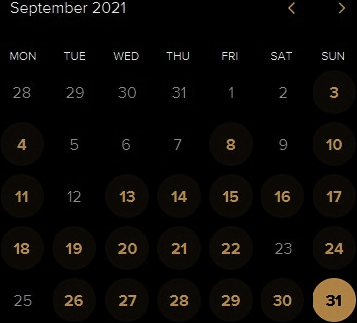 September 2021
MON TUE WED THU FRI SAT SUN
28 29 30 31 1 2 3
4 5 6 7 8 9 10
11 12 13 14 15 16 17
18 19 20 21 22 23 24
25 26 27 28 29 30 31